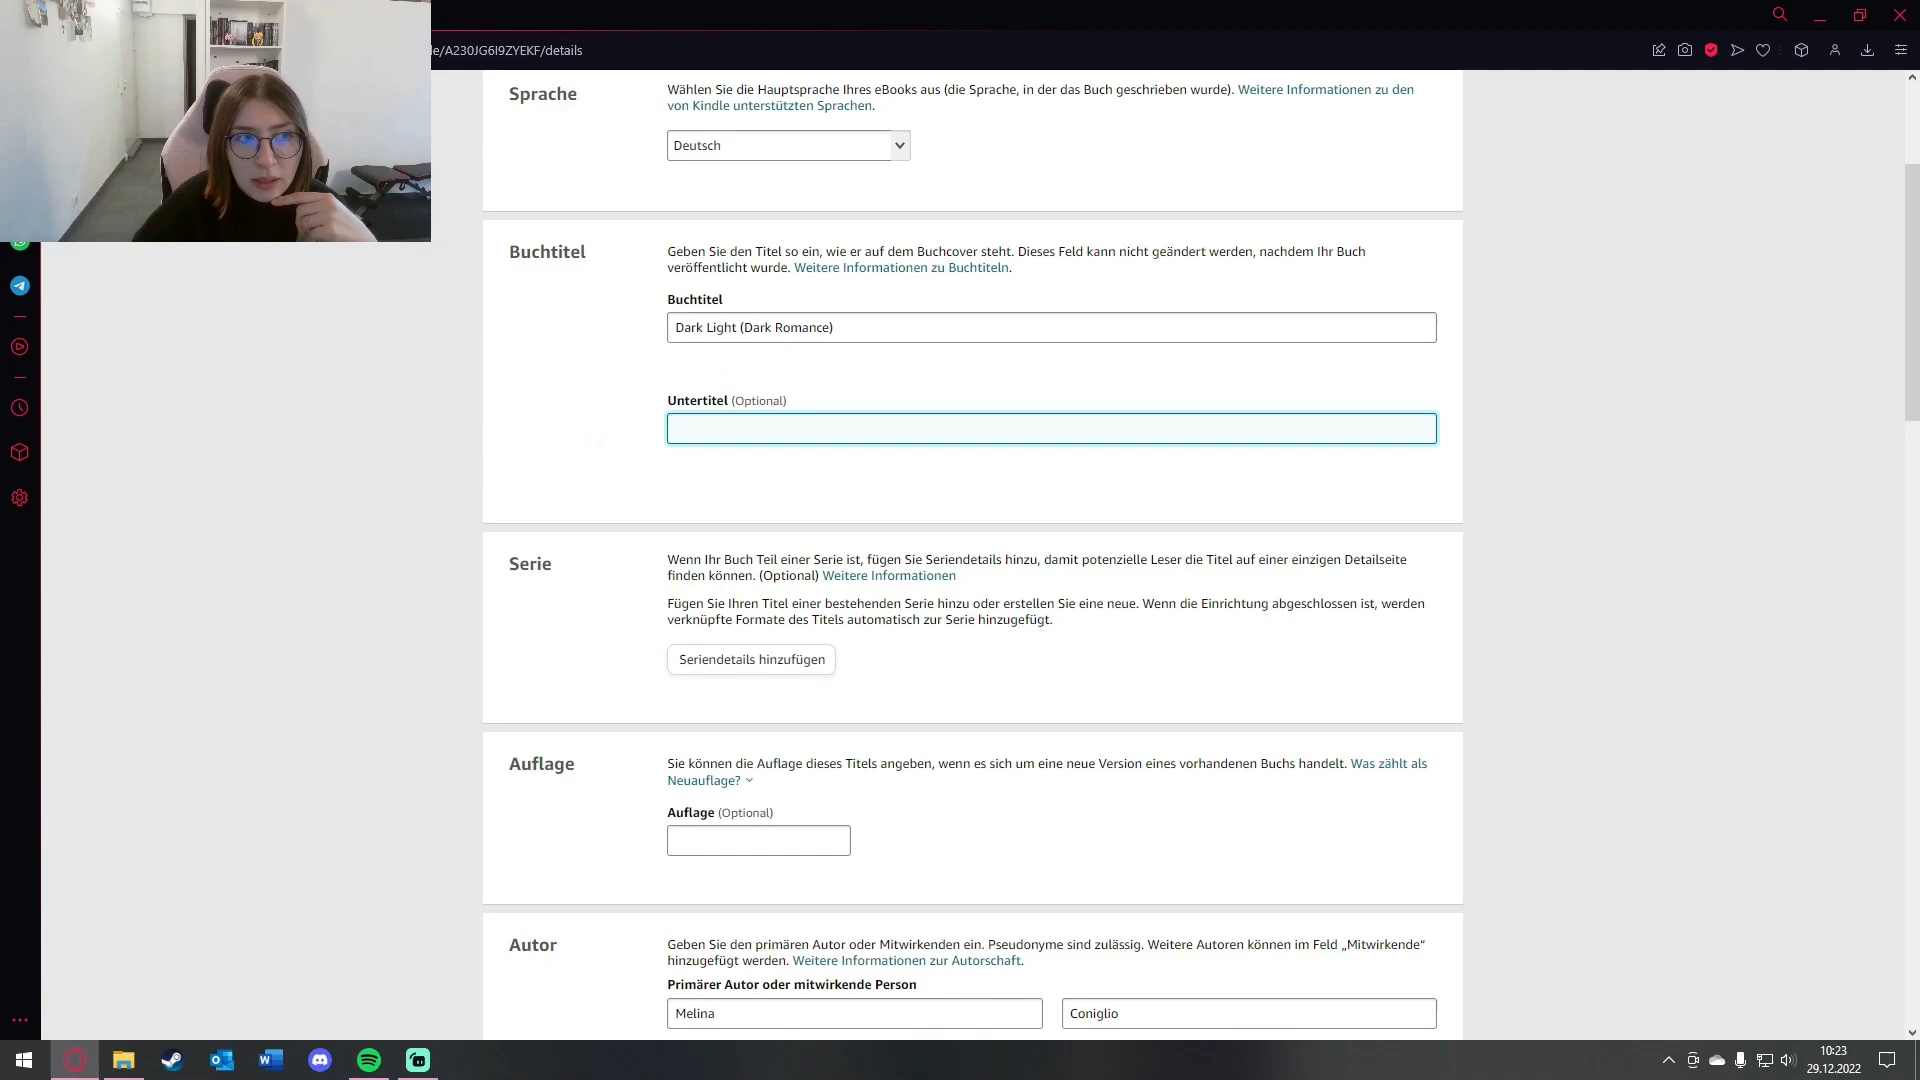 le/A230JG6I9ZYEKF/details
Sprache
Wählen Sie die Hauptsprache Ihres eBooks aus (die Sprache, in der das Buch geschrieben wurde). Weitere Informationen zu den
von Kindle unterstützten Sprachen.
Deutsch
Buchtitel
Geben Sie den Titel so ein, wie er auf dem Buchcover steht. Dieses Feld kann nicht geändert werden, nachdem Ihr Buch
veröffentlicht wurde. Weitere Informationen zu Buchtiteln.
Buchtitel
Dark Light (Dark Romance)
Untertitel (Optional)
Serie
Wenn Ihr Buch Teil einer Serie ist, fügen Sie Seriendetails hinzu, damit potenzielle Leser die Titel auf einer einzigen Detailseite
finden können. (Optional) Weitere Informationen
Fügen Sie Ihren Titel einer bestehenden Serie hinzu oder erstellen Sie eine neue. Wenn die Einrichtung abgeschlossen ist, werden
verknüpfte Formate des Titels automatisch zur Serie hinzugefügt.
Seriendetails hinzufügen
Auflage
Sie können die Auflage dieses Titels angeben, wenn es sich um eine neue Version eines vorhandenen Buchs handelt. Was zählt als
Neuauflage?
Auflage (Optional)
Autor
Geben Sie den primären Autor oder Mitwirkenden ein. Pseudonyme sind zulässig. Weitere Autoren können im Feld „Mitwirkende“
hinzugefügt werden. Weitere Informationen zur Autorschaft.
Primärer Autor oder mitwirkende Person
Melina
Coniglio
10:23
29.12.2022